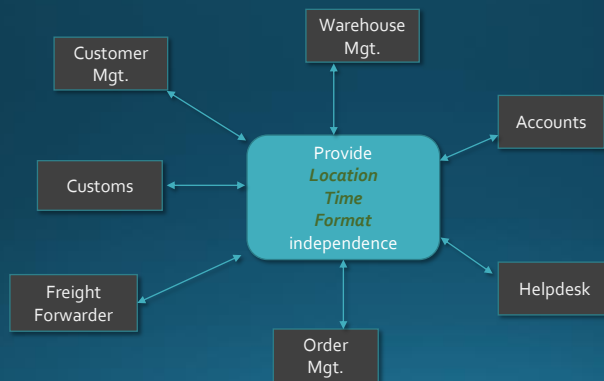 Warehouse
Mgt.
Customer
Mgt.
Accounts
Provide
Location
Time
Format
independence
Customs
Freight
Forwarder
Helpdesk
Order
Mgt.